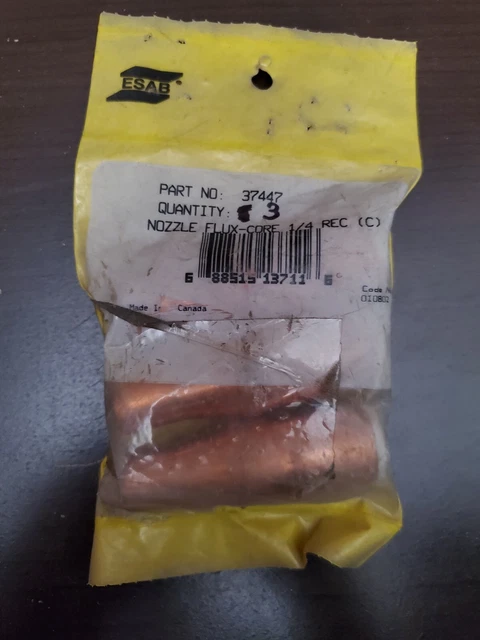 ESAB®
PART NO: 37447
QUANTITY: 3
NOZZLE FLUX-CORE 1/4 REC (C)
6 88515 13711 6
Code
010802
Made In Canada